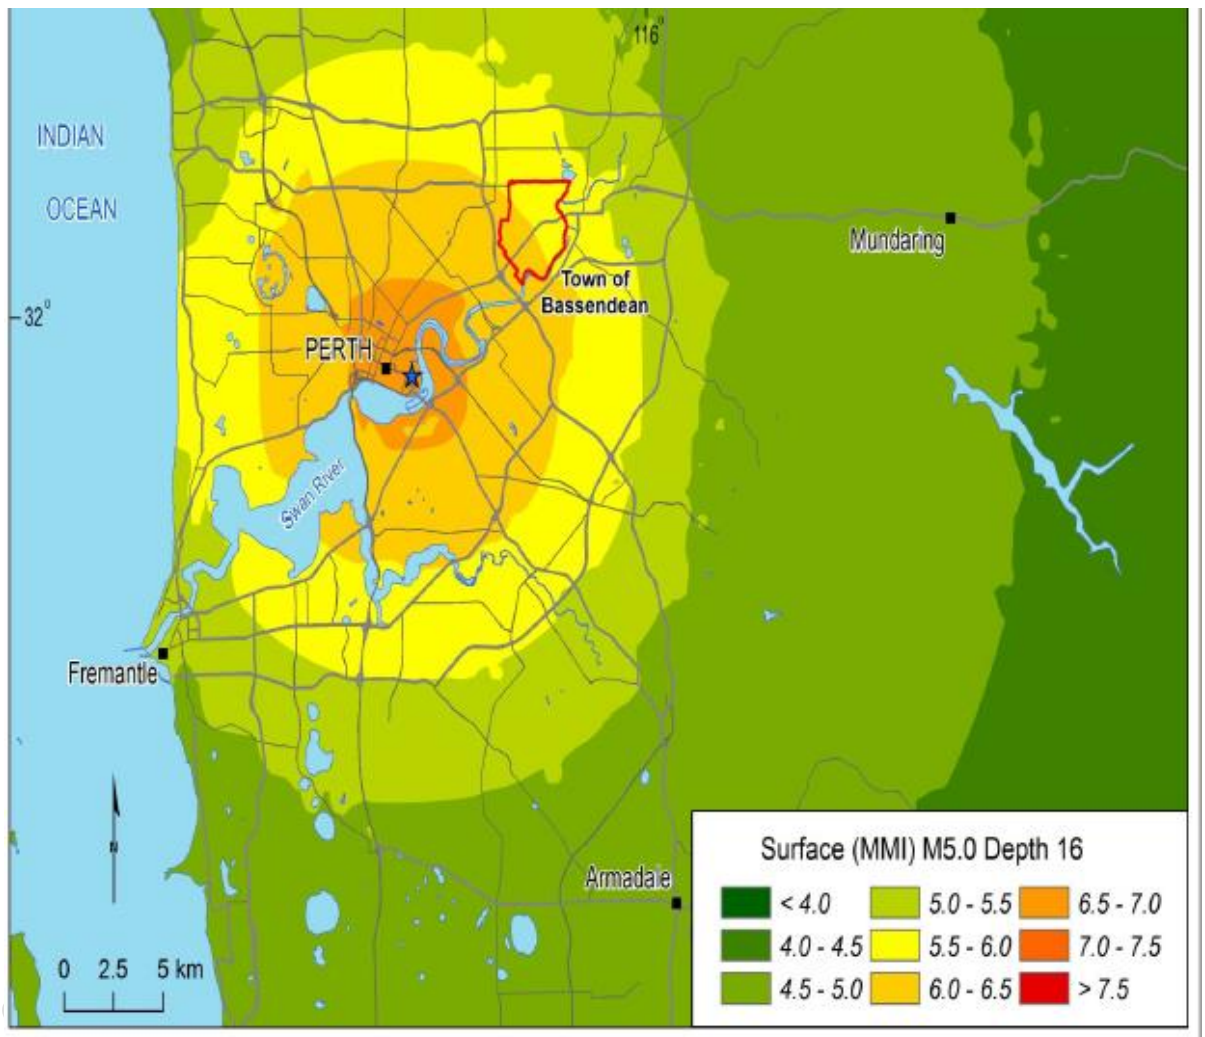 116°
INDIAN
OCEAN
Mundaring
Town of
Bassendean
32°
PERTH
Swan River
Fremantle
N
Armadale
0 2.5 5 km
Surface (MMI) M5.0 Depth 16
< 4.0
5.0 - 5.5
6.5 - 7.0
4.0 - 4.5
5.5 - 6.0
7.0 - 7.5
4.5 - 5.0
6.0 - 6.5
> 7.5